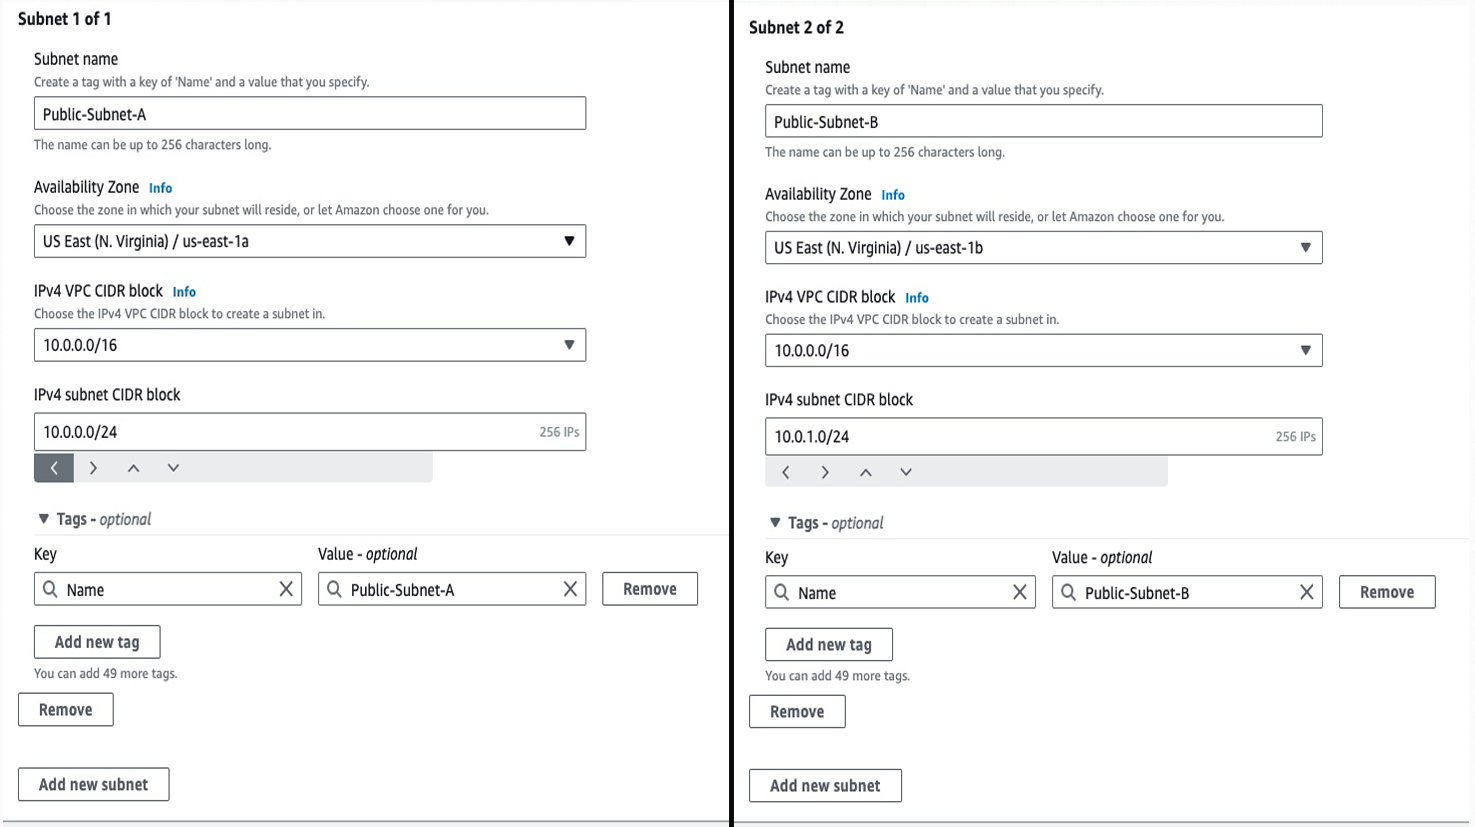 Subnet 1 of 1
Subnet name
Create a tag with a key of 'Name' and a value that you specify.
Public-Subnet-A
The name can be up to 256 characters long.
Availability Zone Info
Choose the zone in which your subnet will reside, or let Amazon choose one for you.
US East (N. Virginia) / us-east-1a
IPv4 VPC CIDR block Info
Choose the IPv4 VPC CIDR block to create a subnet in.
10.0.0.0/16
IPv4 subnet CIDR block
10.0.0.0/24 256 IPs
Tags - optional
Key Value - optional
Name Public-Subnet-A Remove
Add new tag
You can add 49 more tags.
Remove
Add new subnet
Subnet 2 of 2
Subnet name
Create a tag with a key of 'Name' and a value that you specify.
Public-Subnet-B
The name can be up to 256 characters long.
Availability Zone Info
Choose the zone in which your subnet will reside, or let Amazon choose one for you.
US East (N. Virginia) / us-east-1b
IPv4 VPC CIDR block Info
Choose the IPv4 VPC CIDR block to create a subnet in.
10.0.0.0/16
IPv4 subnet CIDR block
10.0.1.0/24 256 IPs
Tags - optional
Key Value - optional
Name Public-Subnet-B Remove
Add new tag
You can add 49 more tags.
Remove
Add new subnet